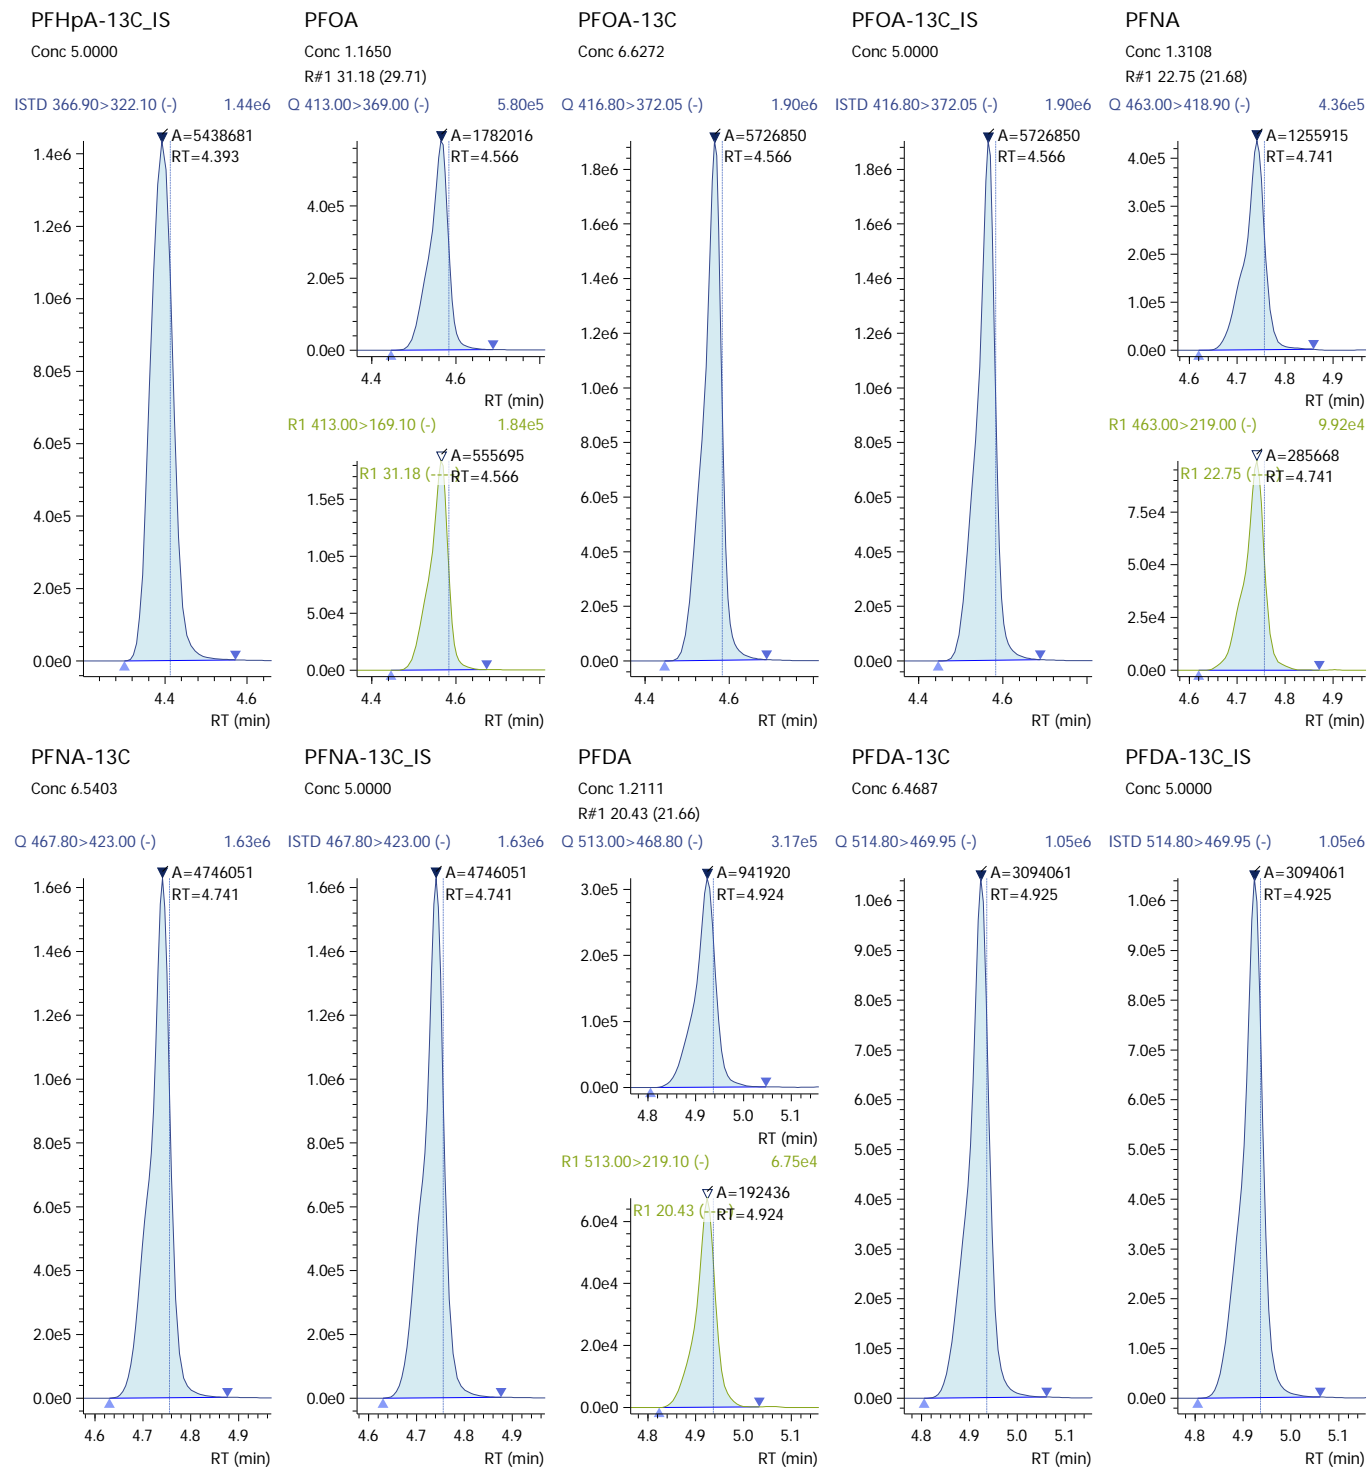 PFHpA-13C_IS
Conc 5.0000
ISTD 366.90>322.10 (-) 1.44e6
A=5438681
RT=4.393
1.4e6
1.2e6
1.0e6
8.0e5
6.0e5
4.0e5
2.0e5
0.0e0
4.4 4.6
RT (min)
PFOA
Conc 1.1650
R#1 31.18 (29.71)
Q 413.00>369.00 (-) 5.80e5
A=1782016
RT=4.566
4.0e5
2.0e5
0.0e0
4.4 4.6
RT (min)
R1 413.00>169.10 (-) 1.84e5
A=555695
R1 31.18 (---)
RT=4.566
1.5e5
1.0e5
5.0e4
0.0e0
4.4 4.6
RT (min)
PFOA-13C
Conc 6.6272
Q 416.80>372.05 (-) 1.90e6
A=5726850
RT=4.566
1.8e6
1.6e6
1.4e6
1.2e6
1.0e6
8.0e5
6.0e5
4.0e5
2.0e5
0.0e0
4.4 4.6
RT (min)
PFOA-13C_IS
Conc 5.0000
ISTD 416.80>372.05 (-) 1.90e6
A=5726850
RT=4.566
1.8e6
1.6e6
1.4e6
1.2e6
1.0e6
8.0e5
6.0e5
4.0e5
2.0e5
0.0e0
4.4 4.6
RT (min)
PFNA
Conc 1.3108
R#1 22.75 (21.68)
Q 463.00>418.90 (-) 4.36e5
A=1255915
RT=4.741
4.0e5
3.0e5
2.0e5
1.0e5
0.0e0
4.6 4.7 4.8 4.9
RT (min)
R1 463.00>219.00 (-) 9.92e4
A=285668
R1 22.75 (---)
RT=4.741
7.5e4
5.0e4
2.5e4
0.0e0
4.6 4.7 4.8 4.9
RT (min)
PFNA-13C
Conc 6.5403
Q 467.80>423.00 (-) 1.63e6
A=4746051
RT=4.741
1.6e6
1.4e6
1.2e6
1.0e6
8.0e5
6.0e5
4.0e5
2.0e5
0.0e0
4.6 4.7 4.8 4.9
RT (min)
PFNA-13C_IS
Conc 5.0000
ISTD 467.80>423.00 (-) 1.63e6
A=4746051
RT=4.741
1.6e6
1.4e6
1.2e6
1.0e6
8.0e5
6.0e5
4.0e5
2.0e5
0.0e0
4.6 4.7 4.8 4.9
RT (min)
PFDA
Conc 1.2111
R#1 20.43 (21.66)
Q 513.00>468.80 (-) 3.17e5
A=941920
RT=4.924
3.0e5
2.0e5
1.0e5
0.0e0
4.8 4.9 5.0 5.1
RT (min)
R1 513.00>219.10 (-) 6.75e4
A=192436
R1 20.43 (---)
RT=4.924
6.0e4
4.0e4
2.0e4
0.0e0
4.8 4.9 5.0 5.1
RT (min)
PFDA-13C
Conc 6.4687
Q 514.80>469.95 (-) 1.05e6
A=3094061
RT=4.925
1.0e6
9.0e5
8.0e5
7.0e5
6.0e5
5.0e5
4.0e5
3.0e5
2.0e5
1.0e5
0.0e0
4.8 4.9 5.0 5.1
RT (min)
PFDA-13C_IS
Conc 5.0000
ISTD 514.80>469.95 (-) 1.05e6
A=3094061
RT=4.925
1.0e6
9.0e5
8.0e5
7.0e5
6.0e5
5.0e5
4.0e5
3.0e5
2.0e5
1.0e5
0.0e0
4.8 4.9 5.0 5.1
RT (min)